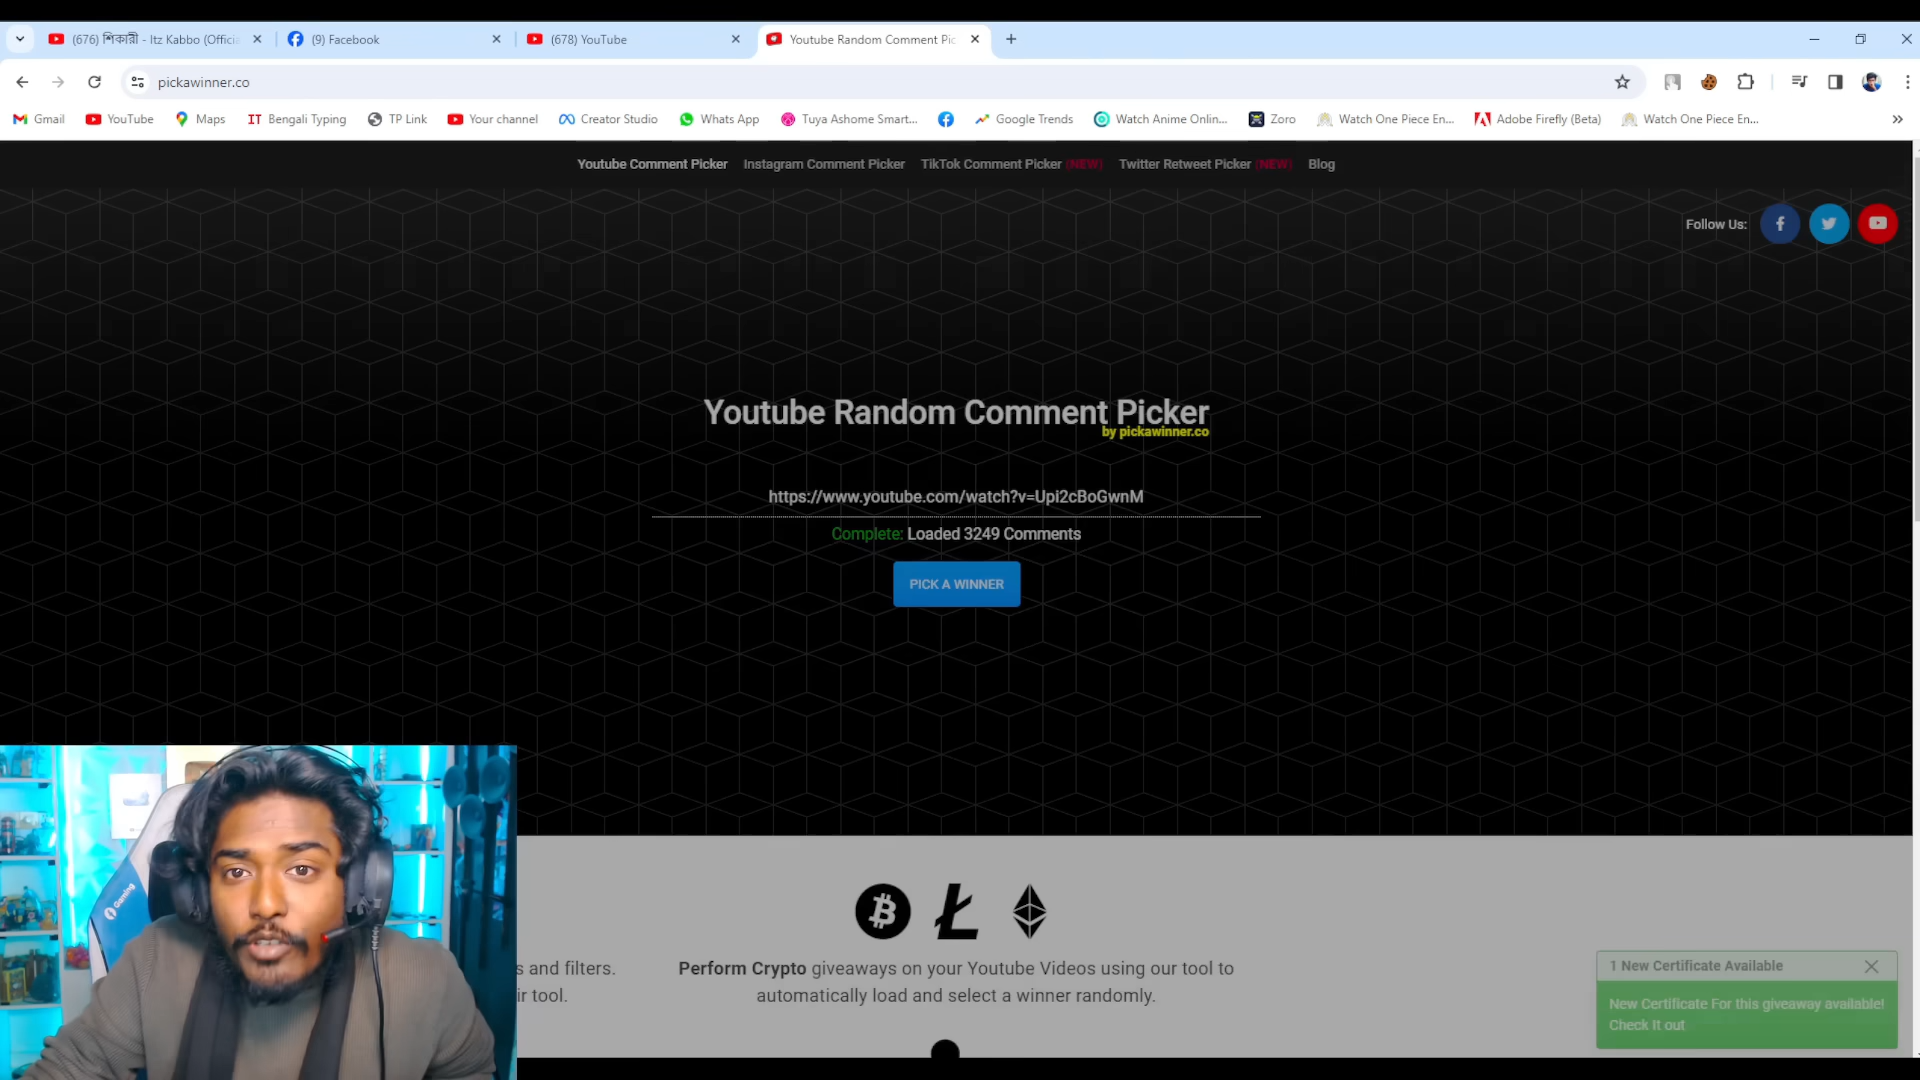 (676) শিকারী - Itz Kabbo (Officia
(9) Facebook
(678) YouTube
Youtube Random Comment Pic
pickawinner.co
Gmail
YouTube
Maps
IT Bengali Typing
TP Link
Your channel
Creator Studio
Whats App
Tuya Ashome Smart...
Google Trends
Watch Anime Onlin...
Zoro
Watch One Piece En...
Adobe Firefly (Beta)
Watch One Piece En...
Youtube Comment Picker
Instagram Comment Picker
TikTok Comment Picker (NEW)
Twitter Retweet Picker (NEW)
Blog
Follow Us:
Youtube Random Comment Picker
by pickawinner.co
https://www.youtube.com/watch?v=Upi2cBoGwnM
Complete: Loaded 3249 Comments
PICK A WINNER
Gaming
s and filters.
ir tool.
Perform Crypto giveaways on your Youtube Videos using our tool to
automatically load and select a winner randomly.
1 New Certificate Available
New Certificate For this giveaway available!
Check It out